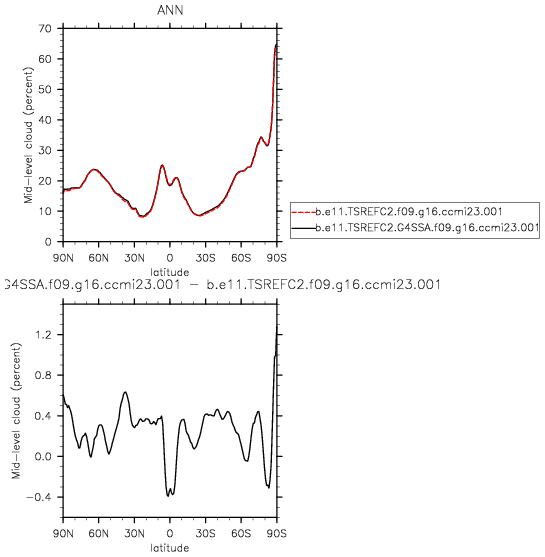 ANN
70
60
50
40
30
20
10
0
Mid-level cloud (percent)
90N 60N 30N 0 30S 60S 90S
latitude
b.e11.TSREFC2.f09.g16.ccmi23.001
b.e11.TSREFC2.G4SSA.f09.g16.ccmi23.001
G4SSA.f09.g16.ccmi23.001 - b.e11.TSREFC2.f09.g16.ccmi23.001
1.2
0.8
0.4
0.0
-0.4
Mid-level cloud (percent)
90N 60N 30N 0 30S 60S 90S
latitude